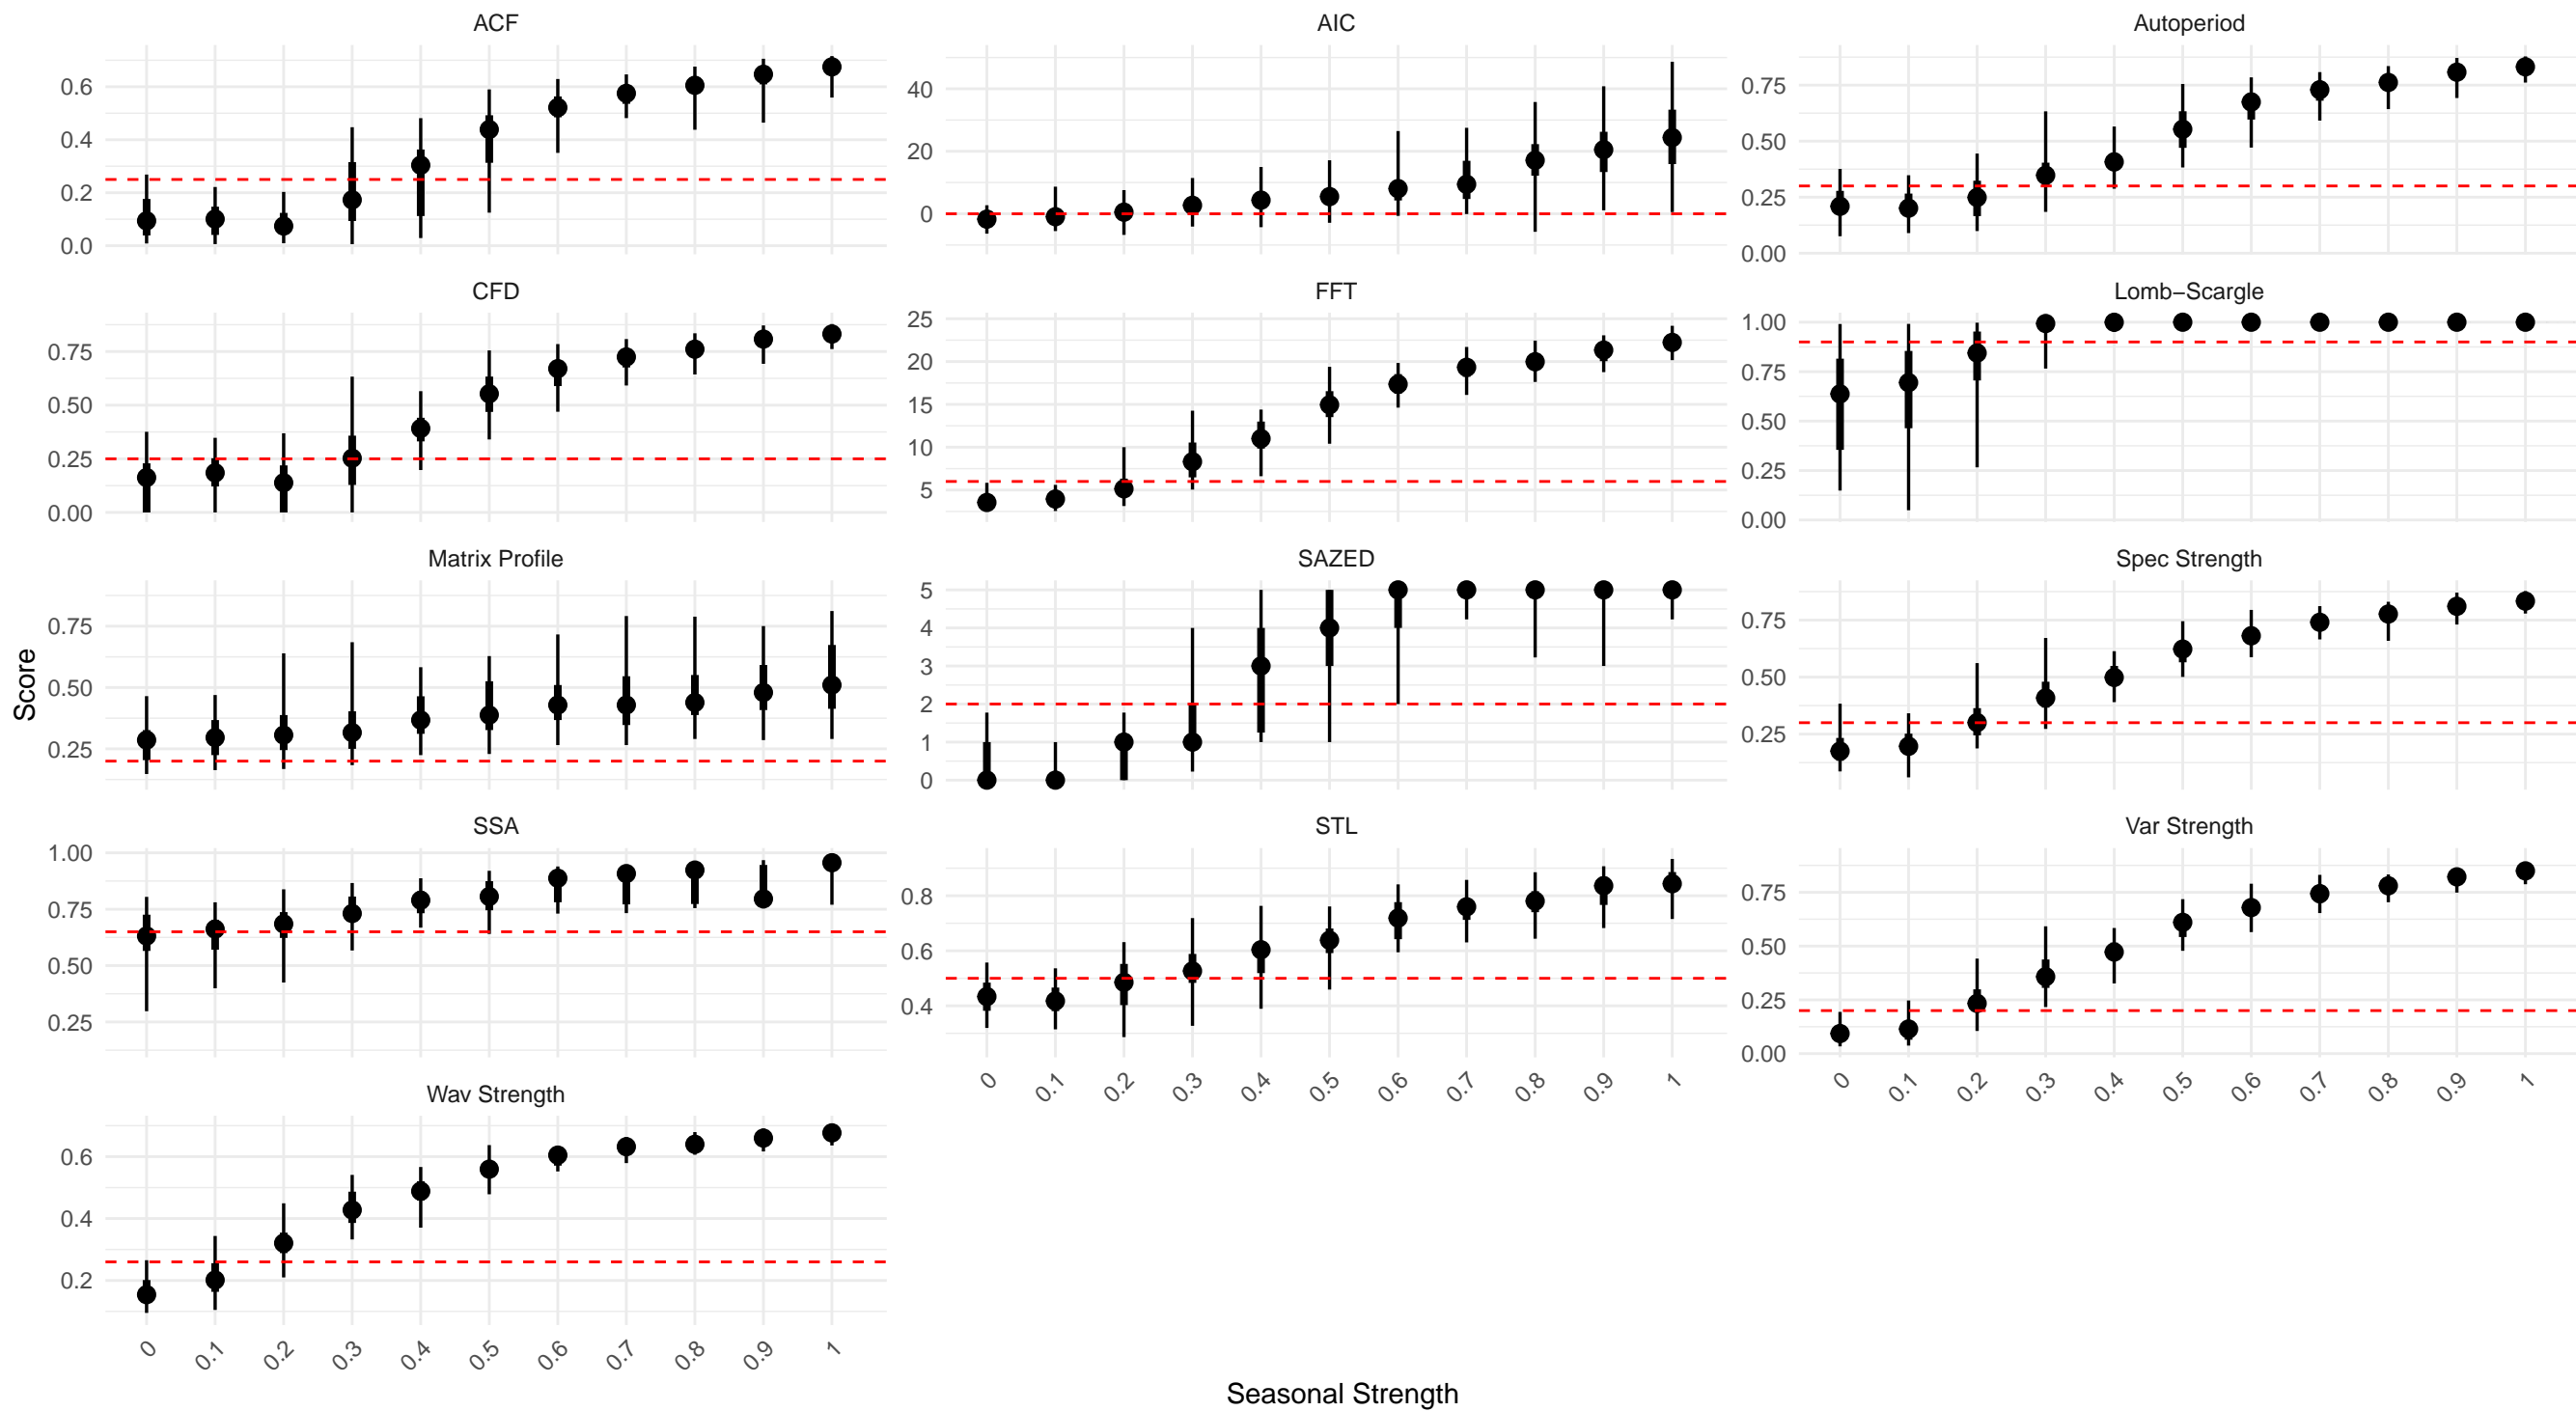 ACF
AIC
Autoperiod
0.6
0.4
0.2
0.0
40
20
0
0.75
0.50
0.25
0.00
CFD
FFT
Lomb−Scargle
0.75
0.50
0.25
0.00
25
20
15
10
5
1.00
0.75
0.50
0.25
0.00
Matrix Profile
SAZED
Spec Strength
0.75
0.50
0.25
5
4
3
2
1
0
0.75
0.50
0.25
Score
SSA
STL
Var Strength
1.00
0.75
0.50
0.25
0.8
0.6
0.4
0.75
0.50
0.25
0.00
0 0.1 0.2 0.3 0.4 0.5 0.6 0.7 0.8 0.9 1
0 0.1 0.2 0.3 0.4 0.5 0.6 0.7 0.8 0.9 1
Wav Strength
0.6
0.4
0.2
0 0.1 0.2 0.3 0.4 0.5 0.6 0.7 0.8 0.9 1
Seasonal Strength